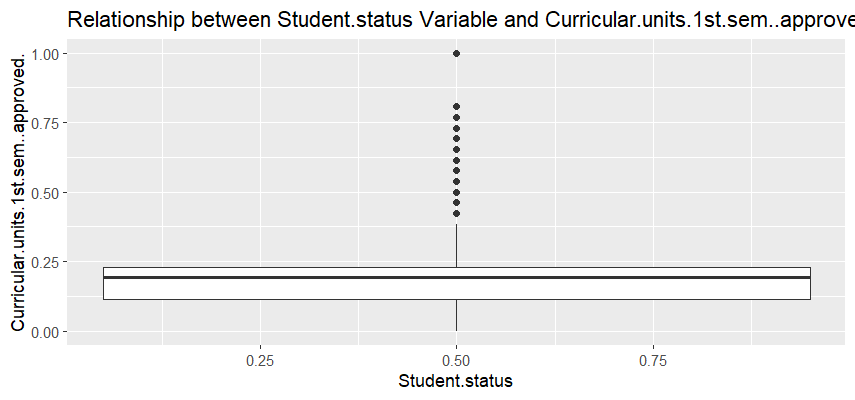 Relationship between Student.status Variable and Curricular.units.1st.sem..approve
Curricular.units.1st.sem..approved.
1.00
0.75
0.50
0.25
0.00
0.25
0.50
0.75
Student.status